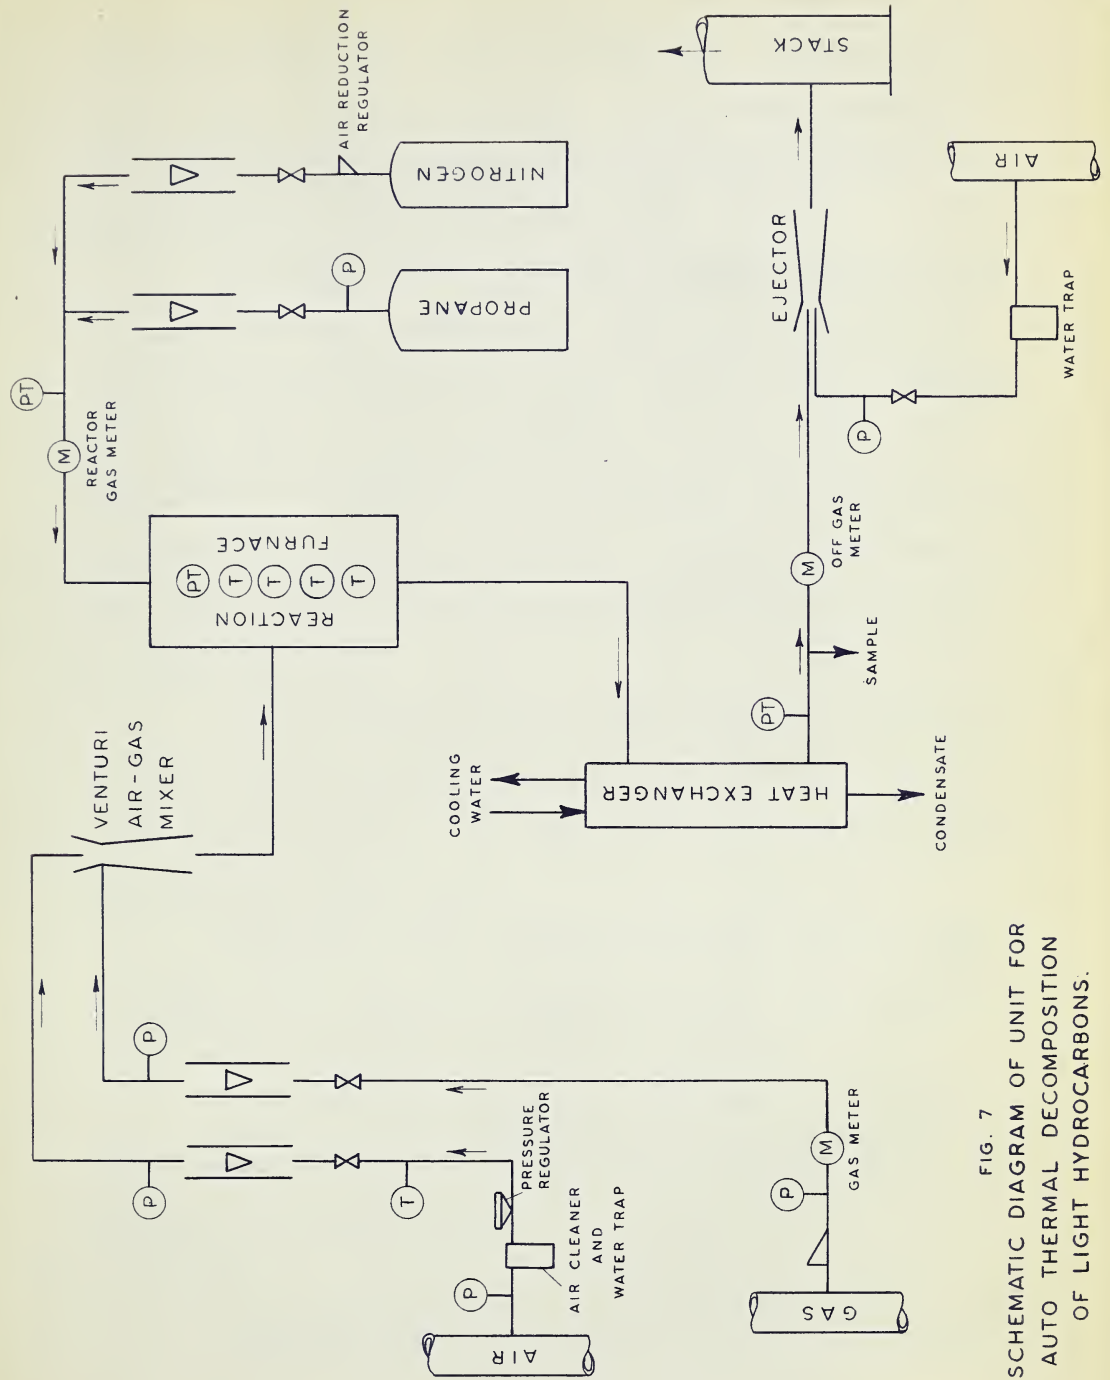 AIR REDUCTION
REGULATOR
NITROGEN
PROPANE
P
PT
M
REACTOR
GAS METER
REACTION
FURNACE
PT
T
T
T
T
VENTURI
AIR-GAS
MIXER
STACK
EJECTOR
AIR
WATER TRAP
P
M
OFF GAS
METER
SAMPLE
PT
HEAT EXCHANGER
COOLING
WATER
CONDENSATE
P
P
T
PRESSURE
REGULATOR
AIR CLEANER
AND
WATER TRAP
P
AIR
M
GAS METER
P
GAS
FIG. 7
SCHEMATIC DIAGRAM OF UNIT FOR
AUTO THERMAL DECOMPOSITION
OF LIGHT HYDROCARBONS.